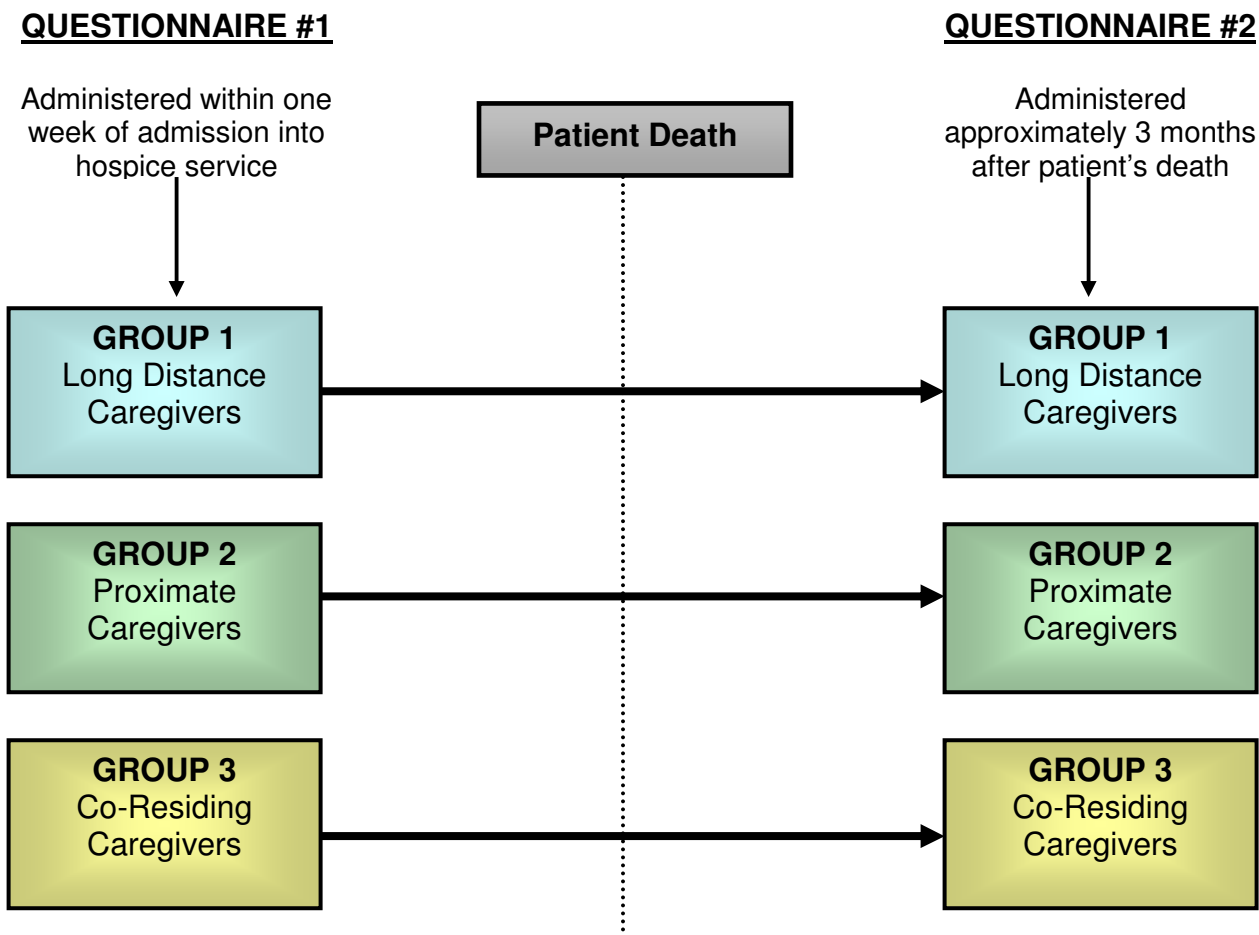 QUESTIONNAIRE #1
Administered within one
week of admission into
hospice service
Patient Death
QUESTIONNAIRE #2
Administered
approximately 3 months
after patient’s death
GROUP 1
Long Distance
Caregivers
GROUP 1
Long Distance
Caregivers
GROUP 2
Proximate
Caregivers
GROUP 2
Proximate
Caregivers
GROUP 3
Co-Residing
Caregivers
GROUP 3
Co-Residing
Caregivers